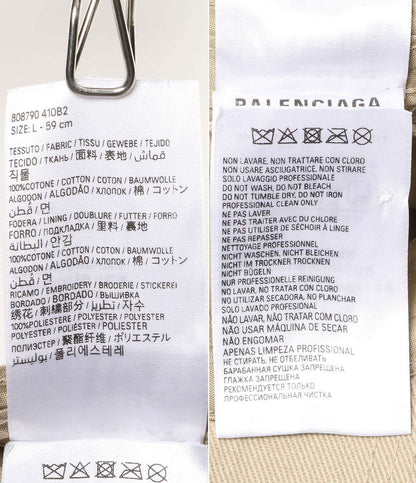 808790 410B2
SIZE: L - 59 cm
TESSUTO / FABRIC / TISSU / GEWEBE / TEJIDO
TECIDO / ТКАНЬ / 面料 / 表地 / قماش
직물
100%COTONE / COTTON / COTON / BAUMWOLLE
ALGODON / ALGODÃO / ХЛОПОК / 棉 / コットン
면 / قطن
FODERA / LINING / DOUBLURE / FUTTER / FORRO
FORRO / ПОДКЛАДКА / 里料 / 裏地
البطانة / 안감
100%COTONE / COTTON / COTON / BAUMWOLLE
ALGODON / ALGODÃO / ХЛОПОК / 棉 / コットン
면 / قطن
RICAMO / EMBROIDERY / BRODERIE / STICKEREI
BORDADO / BORDADO / ВЫШИВКА
绣花 / 刺繍部分 / تطريز / 자수
100%POLIESTERE / POLYESTER / POLYESTER
POLYESTER / POLIESTER / POLIÉSTER
ПОЛИЭСТЕР / 聚酯纤维 / ポリエステル
بوليستر / 폴리에스테르
BALENCIAGA
NON LAVARE, NON TRATTARE CON CLORO
NON USARE ASCIUGATRICE, NON STIRARE
SOLO LAVAGGIO PROFESSIONALE
DO NOT WASH, DO NOT BLEACH
DO NOT TUMBLE DRY, DO NOT IRON
PROFESSIONAL CLEAN ONLY
NE PAS LAVER
NE PAS TRAITER AVEC DU CHLORE
NE PAS UTILISER DE SÉCHOIR À LINGE
NE PAS REPASSER
NETTOYAGE PROFESSIONNEL
NICHT WASCHEN, NICHT BLEICHEN
NICHT IM TROCKNER TROCKNEN
NICHT BÜGELN
NUR PROFESSIONELLE REINIGUNG
NO LAVAR, NO TRATAR CON CLORO
NO UTILIZAR SECADORA, NO PLANCHAR
SOLO LAVADO PROFESIONAL
NÃO LAVAR, NÃO TRATAR COM CLORO
NÃO USAR MÁQUINA DE SECAR
NÃO ENGOMAR
APENAS LIMPEZA PROFISSIONAL
НЕ СТИРАТЬ, НЕ ОТБЕЛИВАТЬ
БАРАБАННАЯ СУШКА ЗАПРЕЩЕНА
ГЛАЖКА ЗАПРЕЩЕНА
РЕКОМЕНДУЕТСЯ ТОЛЬКО
ПРОФЕССИОНАЛЬНАЯ ЧИСТКА